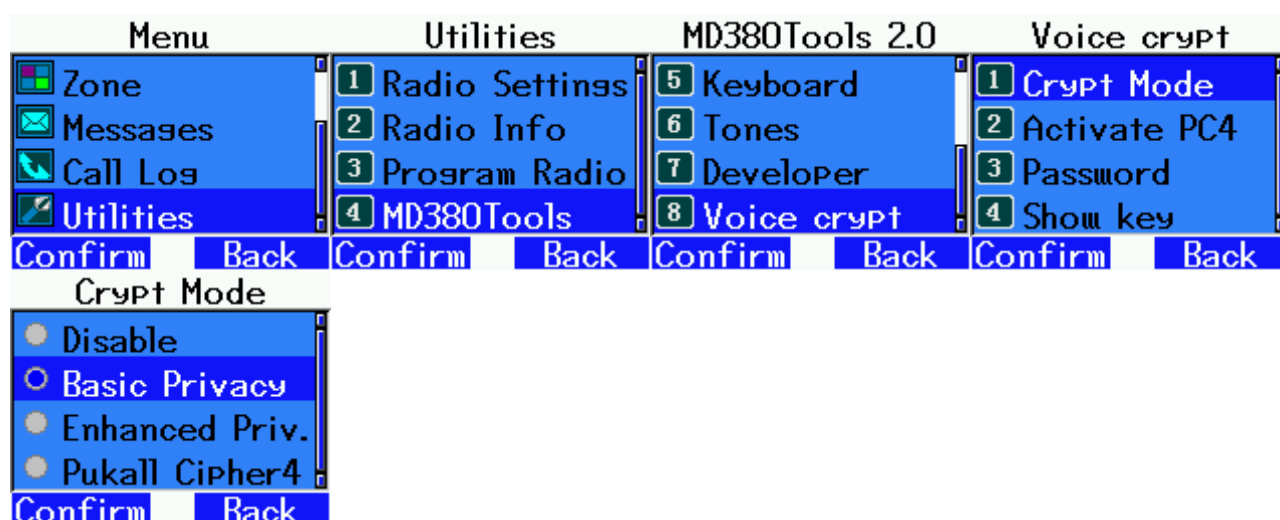 Menu
Zone
Messages
Call Log
Utilities
Confirm Back
Utilities
1 Radio Settings
2 Radio Info
3 Program Radio
4 MD380Tools
Confirm Back
MD380Tools 2.0
5 Keyboard
6 Tones
7 Developer
8 Voice crypt
Confirm Back
Voice crypt
1 Crypt Mode
2 Activate PC4
3 Password
4 Show key
Confirm Back
Crypt Mode
Disable
Basic Privacy
Enhanced Priv.
Pukall Cipher4
Confirm Back